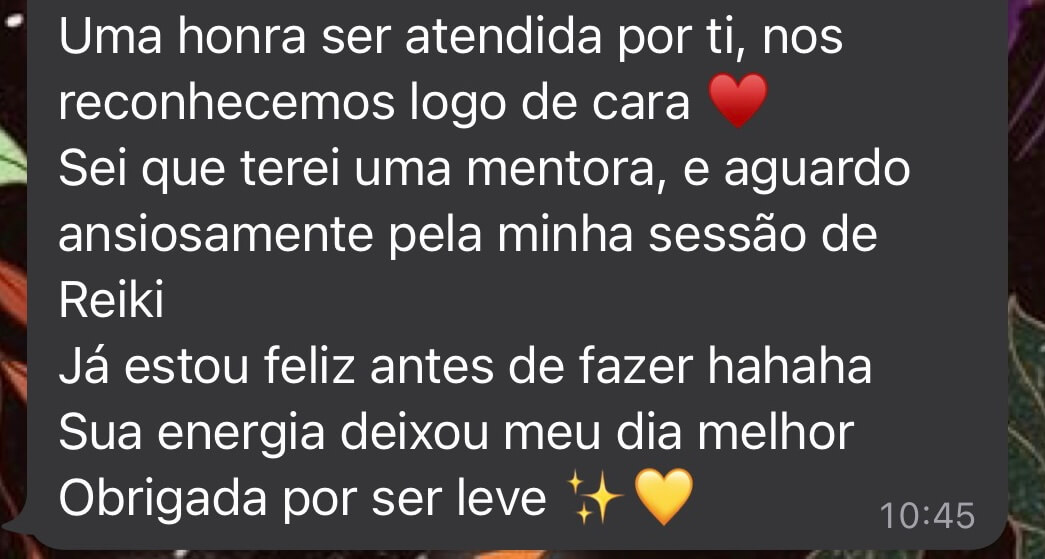 Uma honra ser atendida por ti, nos
reconhecemos logo de cara ♥️
Sei que terei uma mentora, e aguardo
ansiosamente pela minha sessão de
Reiki
Já estou feliz antes de fazer hahaha
Sua energia deixou meu dia melhor
Obrigada por ser leve ✨💛
10:45